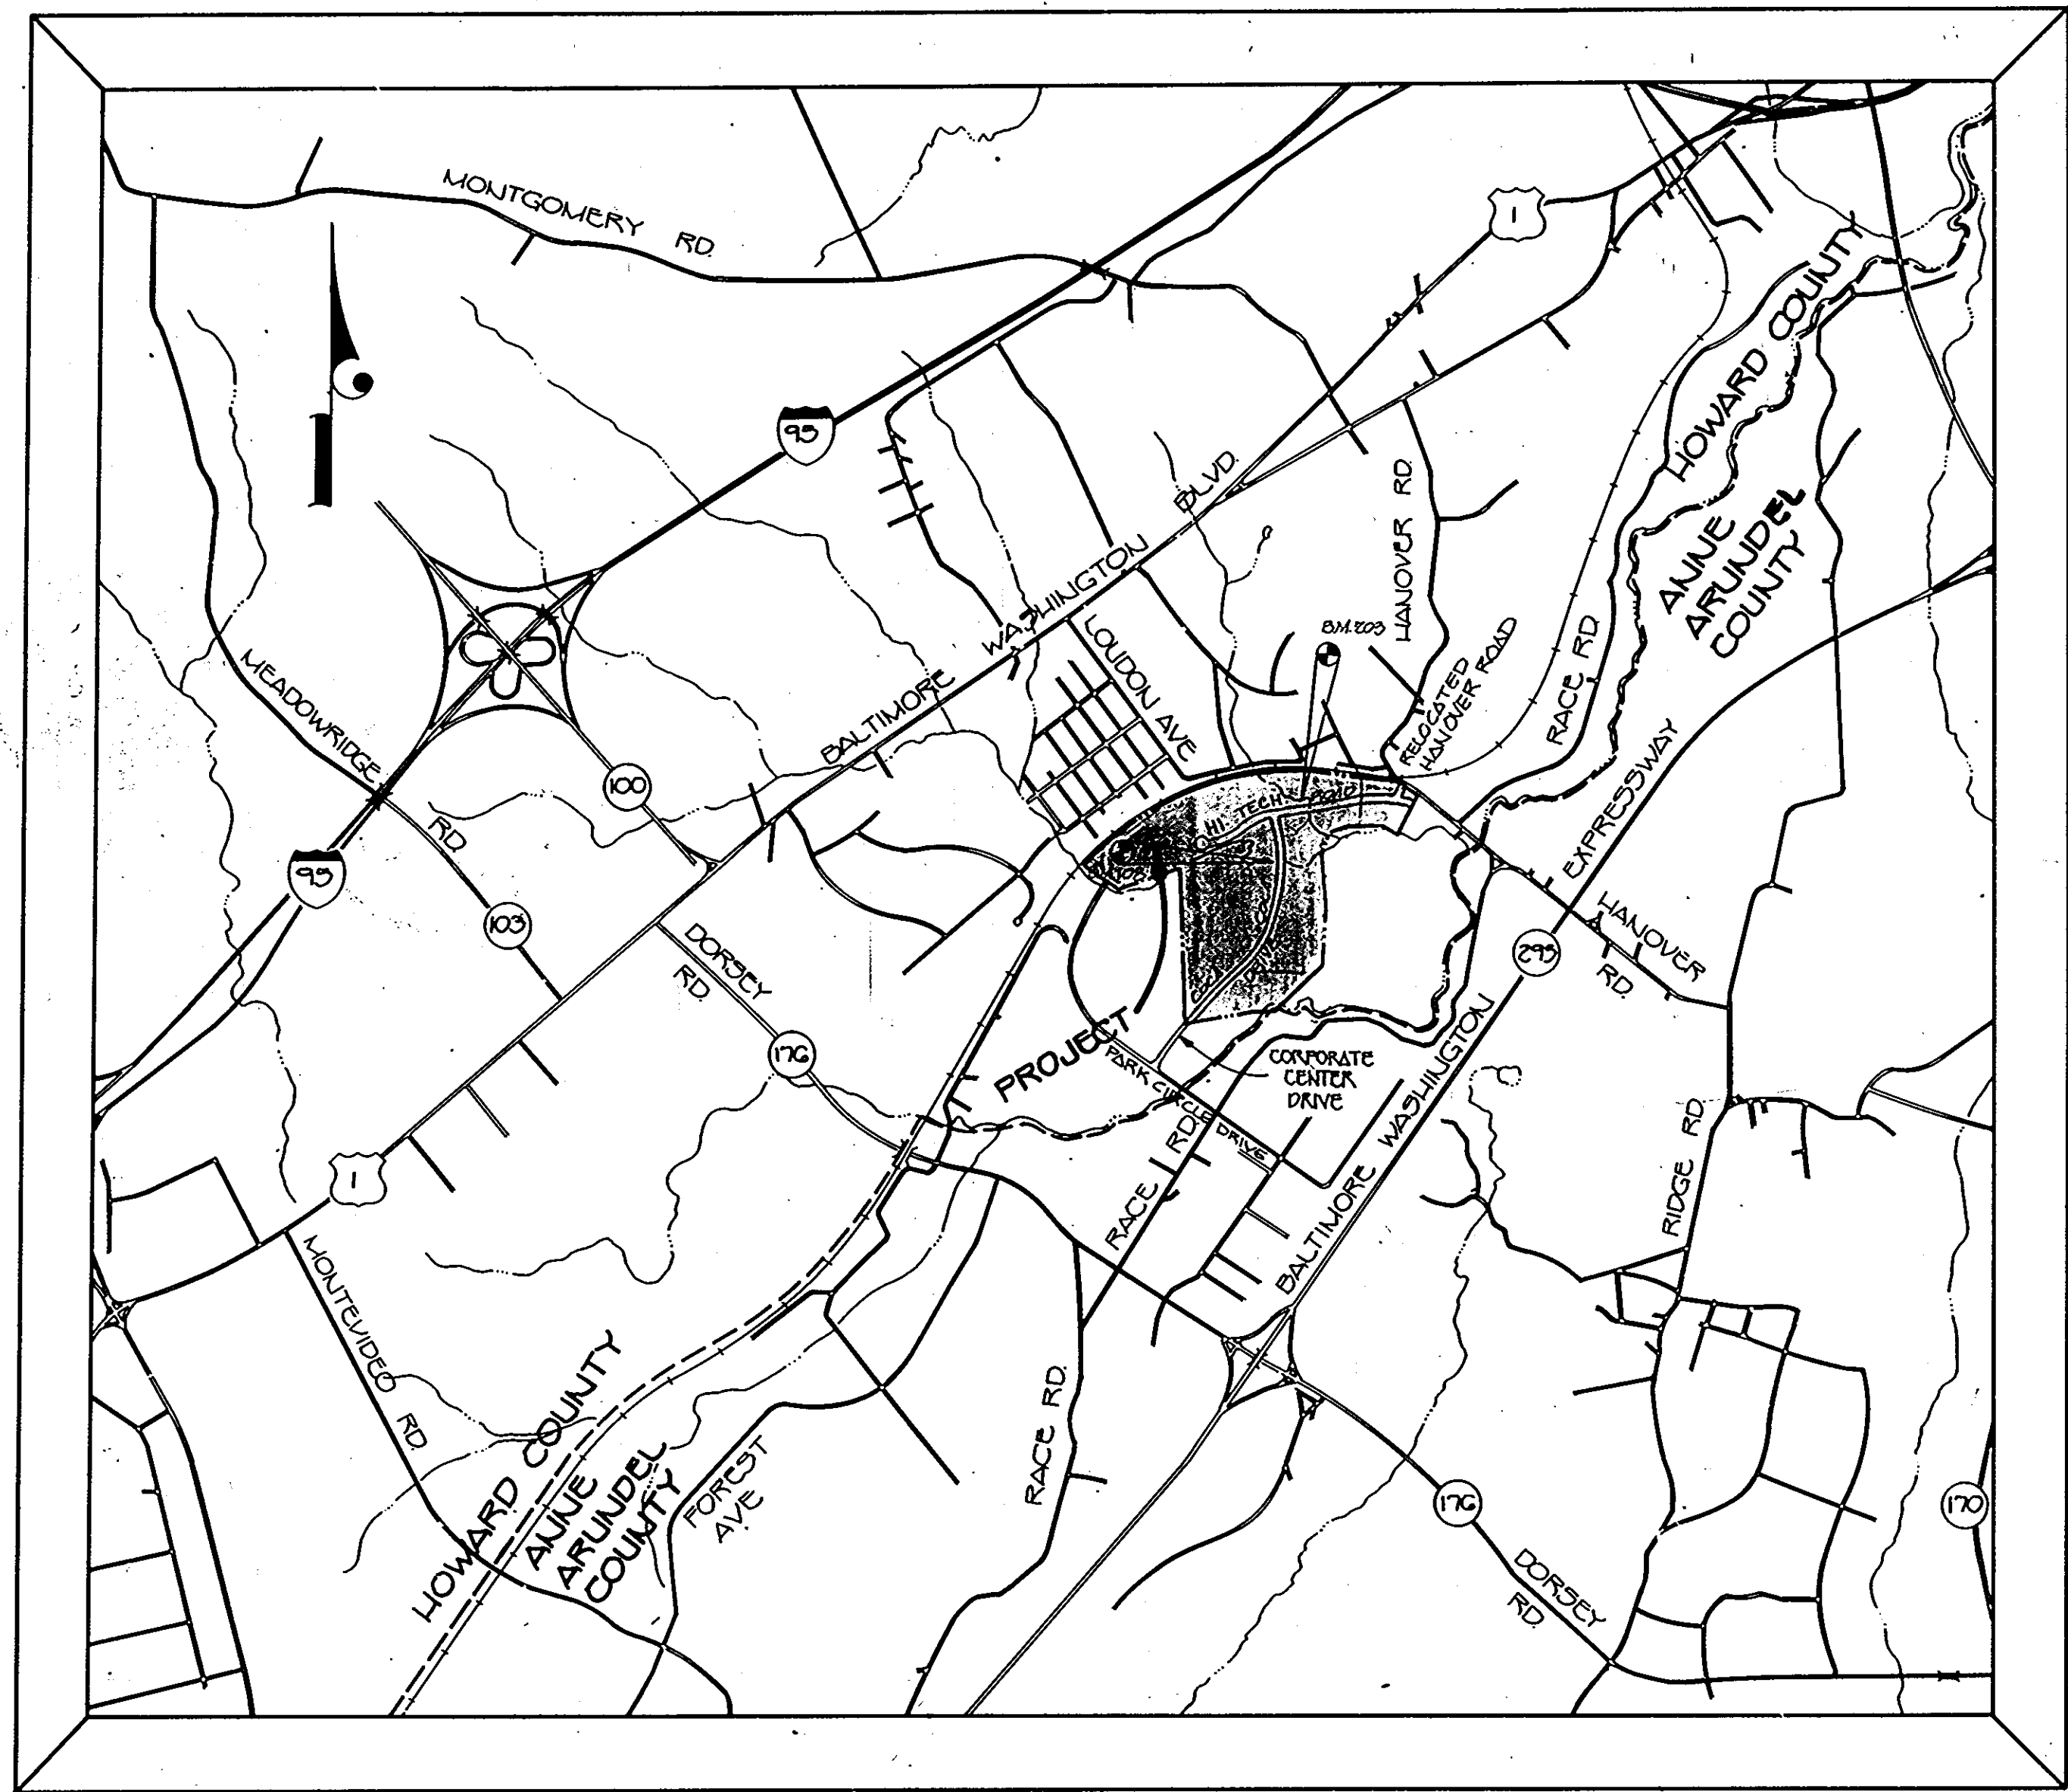 MONTGOMERY RD.
1
HOWARD COUNTY
95
BLVD.
HANOVER RD.
ANNE
ARUNDEL
COUNTY
WASHINGTON
LOUDON AVE
B.M. 203
RELOCATED
HANOVER ROAD
RACE RD.
MEADOWRIDGE
BALTIMORE
100
EXPRESSWAY
HI TECH ROAD
RD.
95
103
DORSEY
RD.
HANOVER
RD.
295
176
PROJECT
PARK CIRCLE DRIVE
CORPORATE
CENTER
DRIVE
BALTIMORE WASHINGTON
RIDGE RD.
1
RACE RD.
MONTEVIDEO RD.
HOWARD COUNTY
ANNE
ARUNDEL
COUNTY
FOREST
AVE
RACE RD.
176
170
DORSEY
RD.